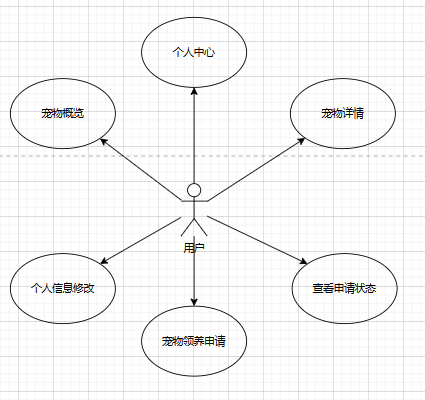 个人中心
宠物概览
宠物详情
用户
个人信息修改
查看申请状态
宠物领养申请